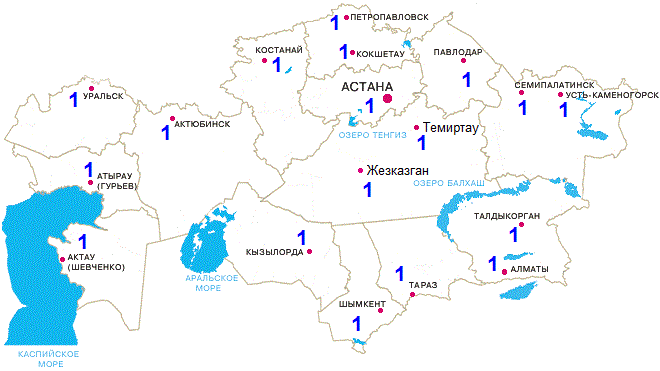 1 ПЕТРОПАВЛОВСК
КОСТАНАЙ
1
1 КОКШЕТАУ
ПАВЛОДАР
1
АСТАНА
1
СЕМИПАЛАТИНСК
1
УСТЬ-КАМЕНОГОРСК
1
1 УРАЛЬСК
АКТЮБИНСК
1
ОЗЕРО ТЕНГИЗ
Темиртау
1
Жезказган
1
ОЗЕРО БАЛХАШ
1
АТЫРАУ
(ГУРЬЕВ)
ТАЛДЫКОРГАН
1
1
АКТАУ
(ШЕВЧЕНКО)
1
КЫЗЫЛОРДА
1 АЛМАТЫ
АРАЛЬСКОЕ
МОРЕ
1
ТАРАЗ
ШЫМКЕНТ
1
КАСПИЙСКОЕ
МОРЕ